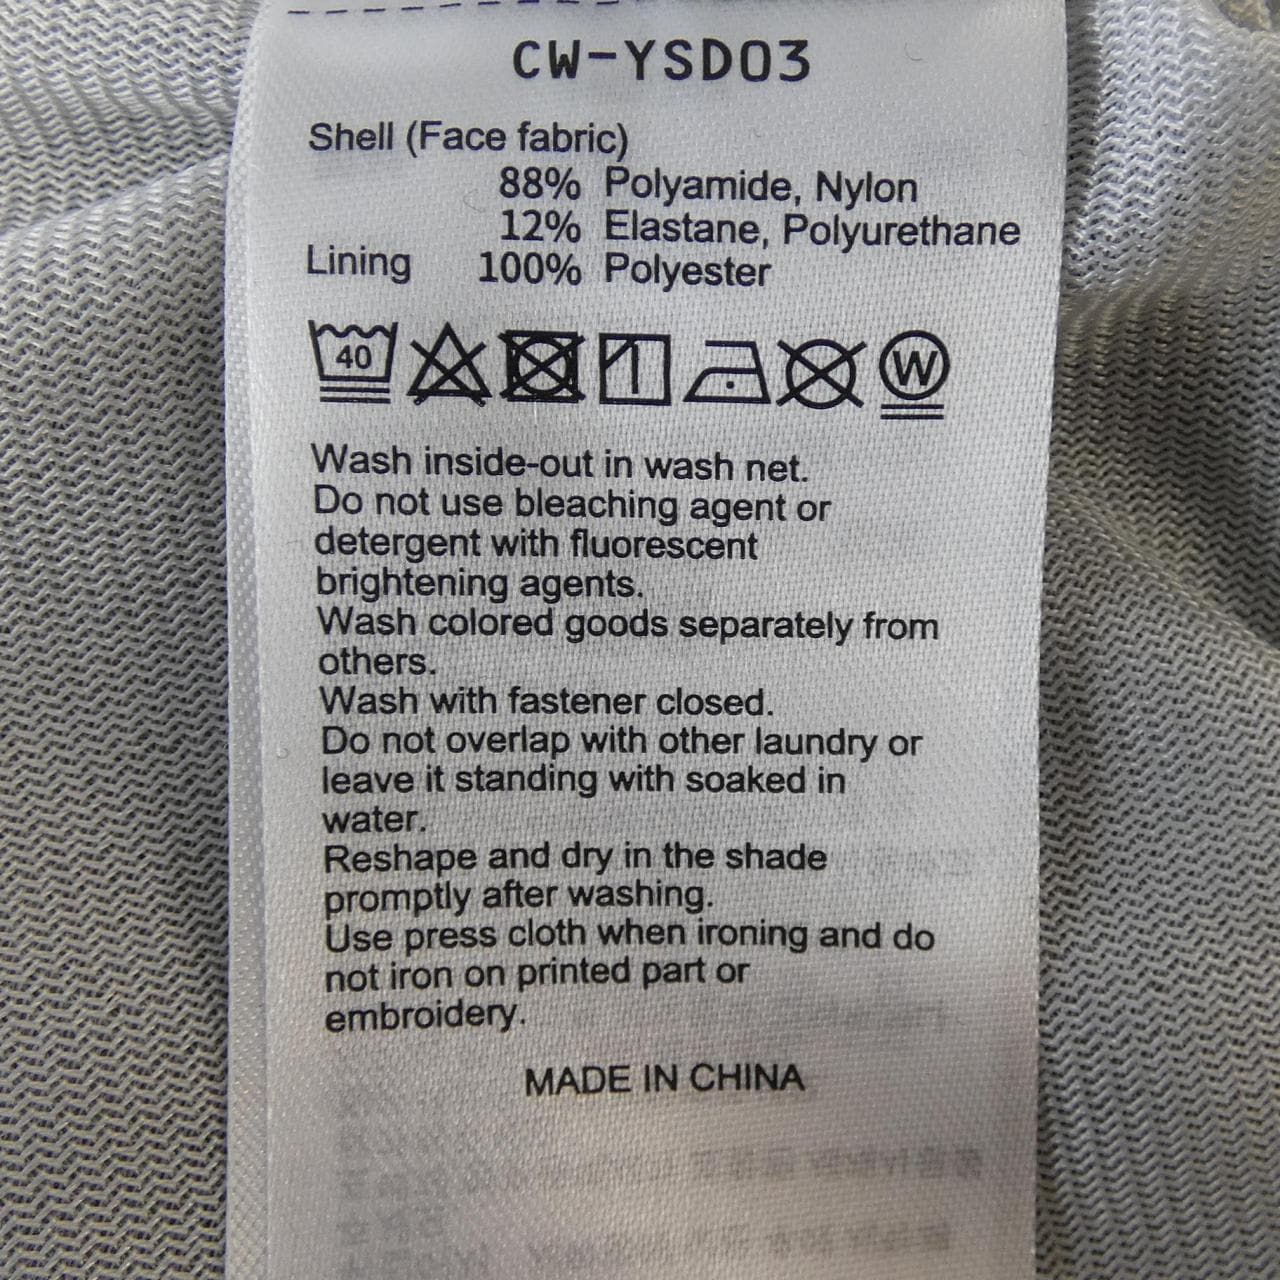 CW-YSD03
Shell (Face fabric)
88% Polyamide, Nylon
12% Elastane, Polyurethane
Lining 100% Polyester
40 W
Wash inside-out in wash net.
Do not use bleaching agent or
detergent with fluorescent
brightening agents.
Wash colored goods separately from
others.
Wash with fastener closed.
Do not overlap with other laundry or
leave it standing with soaked in
water.
Reshape and dry in the shade
promptly after washing.
Use press cloth when ironing and do
not iron on printed part or
embroidery.
MADE IN CHINA